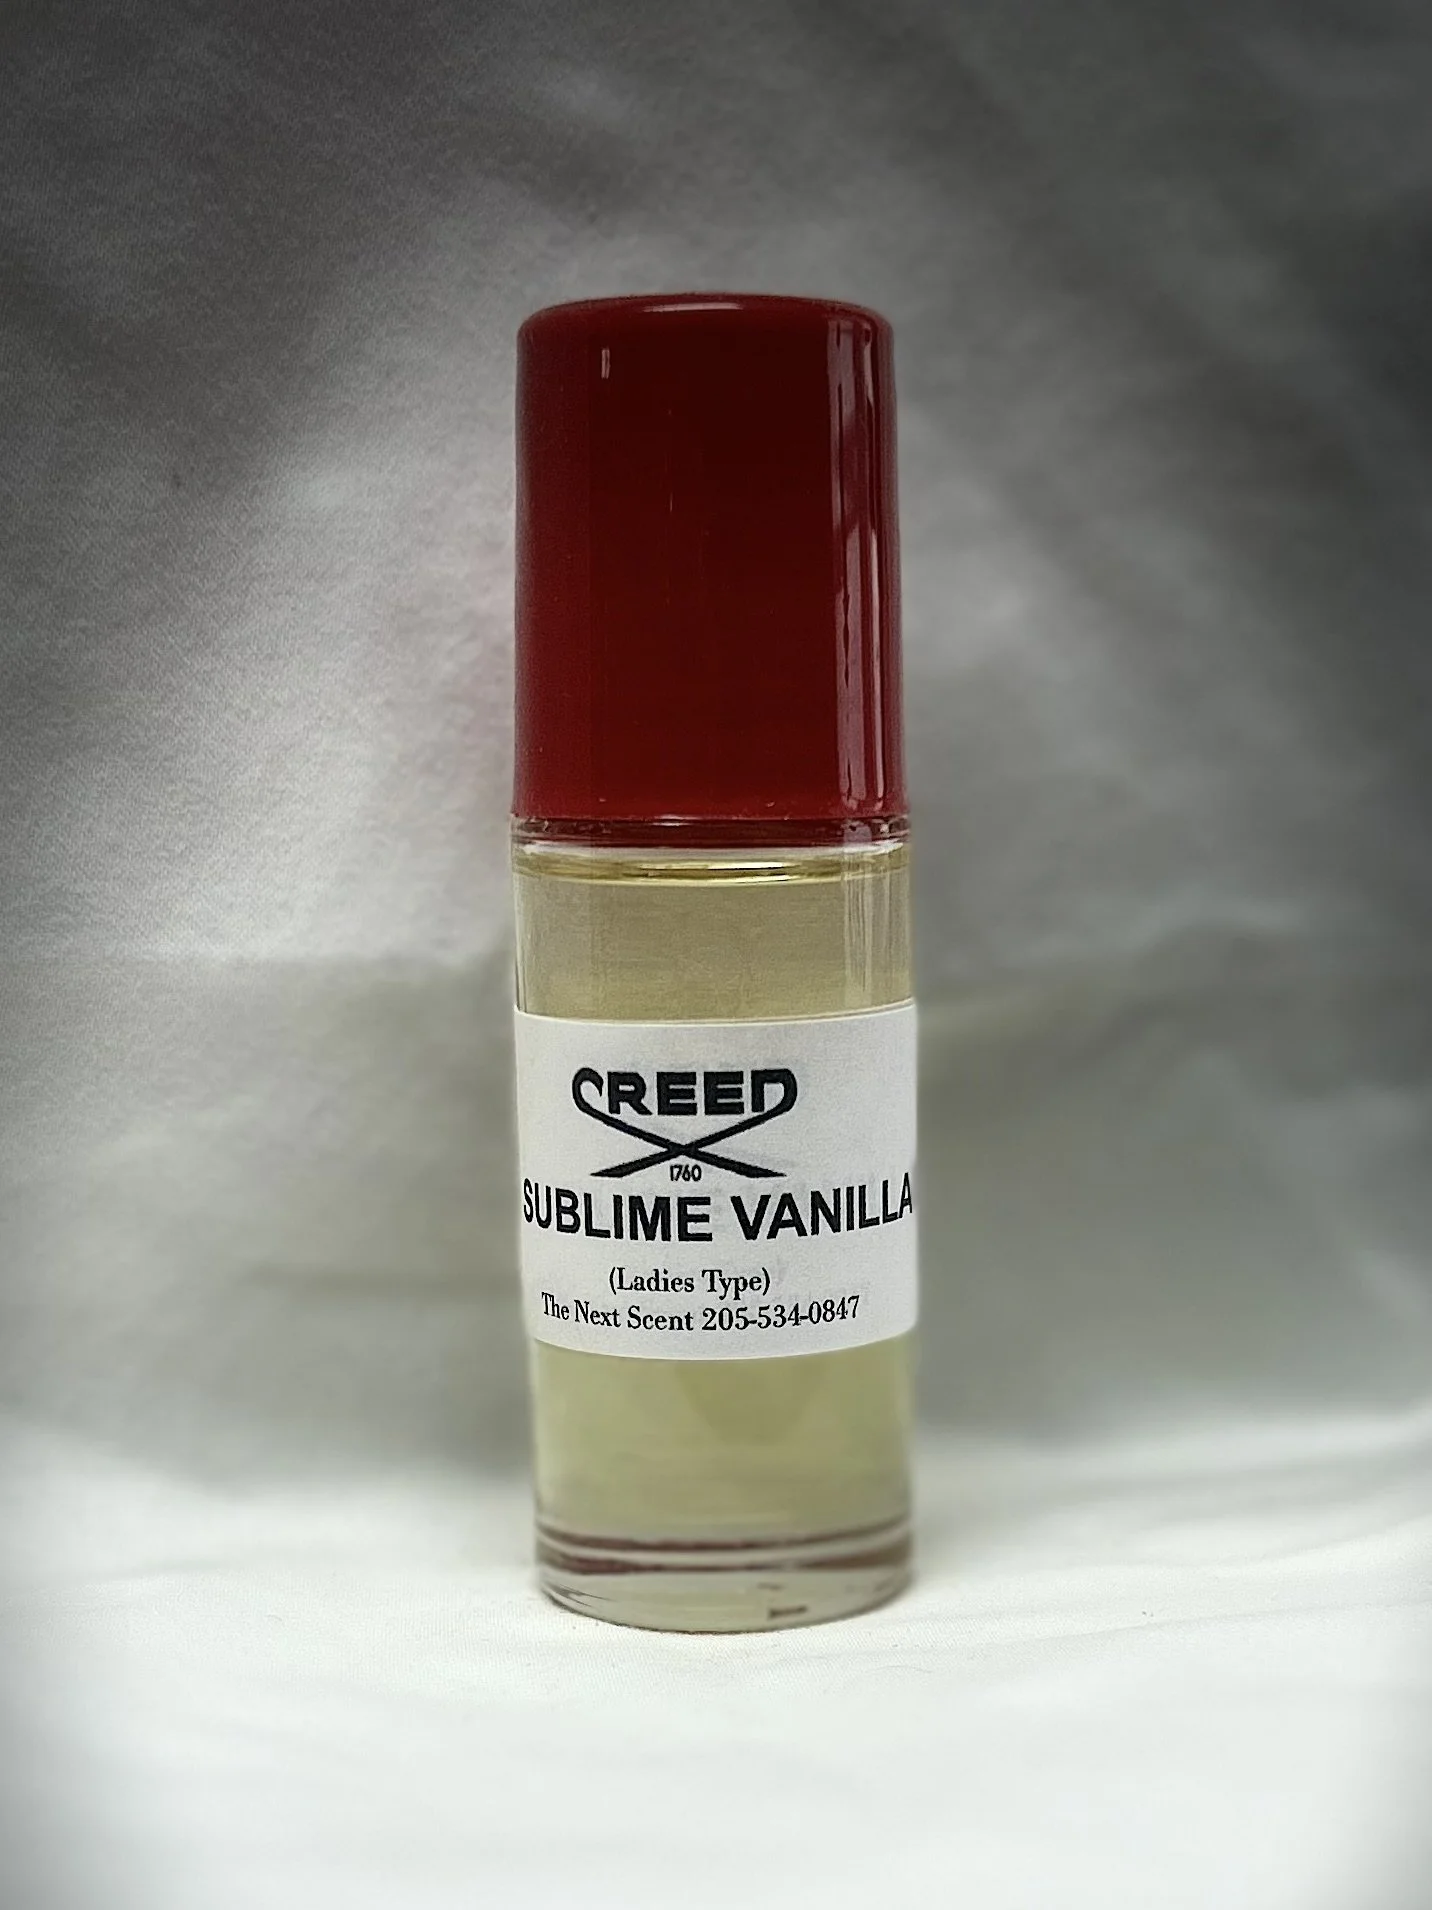 CREED
1760
SUBLIME VANILLA
(Ladies Type)
The Next Scent 205-534-0847